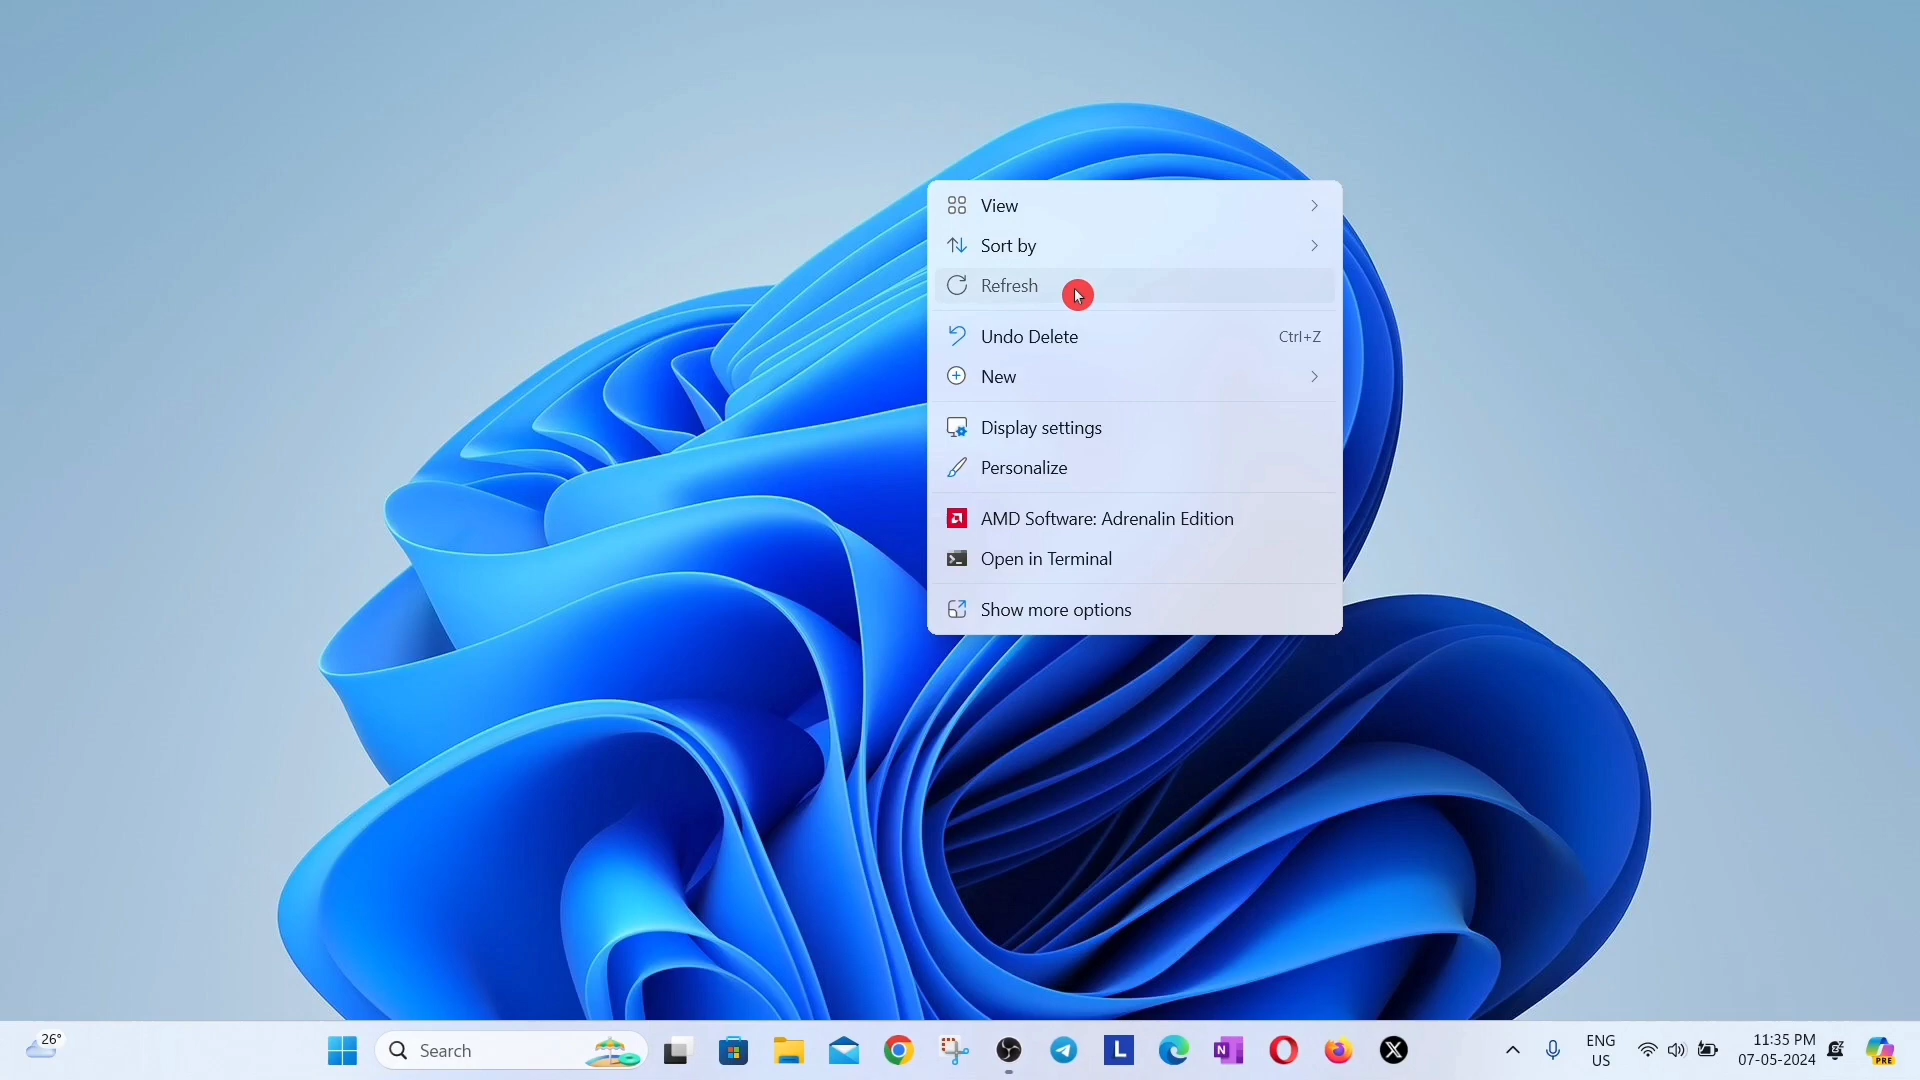 View
Sort by
Refresh
Undo Delete Ctrl+Z
New
Display settings
Personalize
AMD Software: Adrenalin Edition
Open in Terminal
Show more options
26°
Search
L
N
X
ENG
US
11:35 PM
07-05-2024
PRE